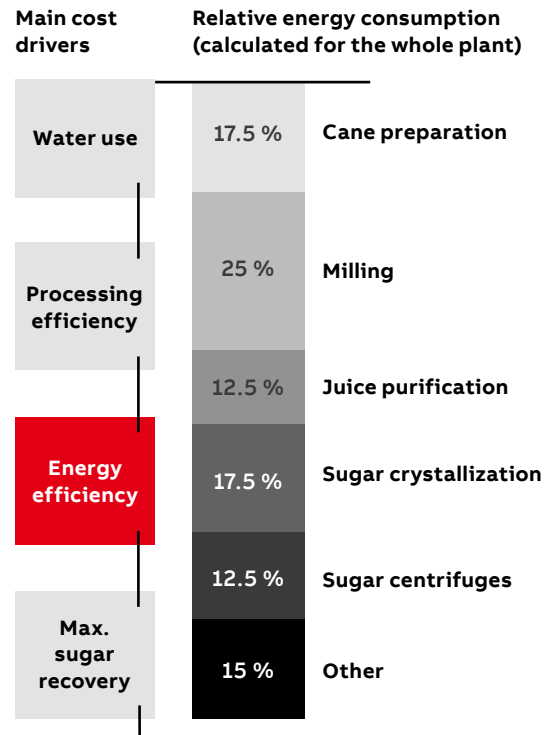 Main cost
drivers
Relative energy consumption
(calculated for the whole plant)
Water use
Processing
efficiency
Energy
efficiency
Max.
sugar
recovery
17.5 %
Cane preparation
25 %
Milling
12.5 %
Juice purification
17.5 %
Sugar crystallization
12.5 %
Sugar centrifuges
15 %
Other